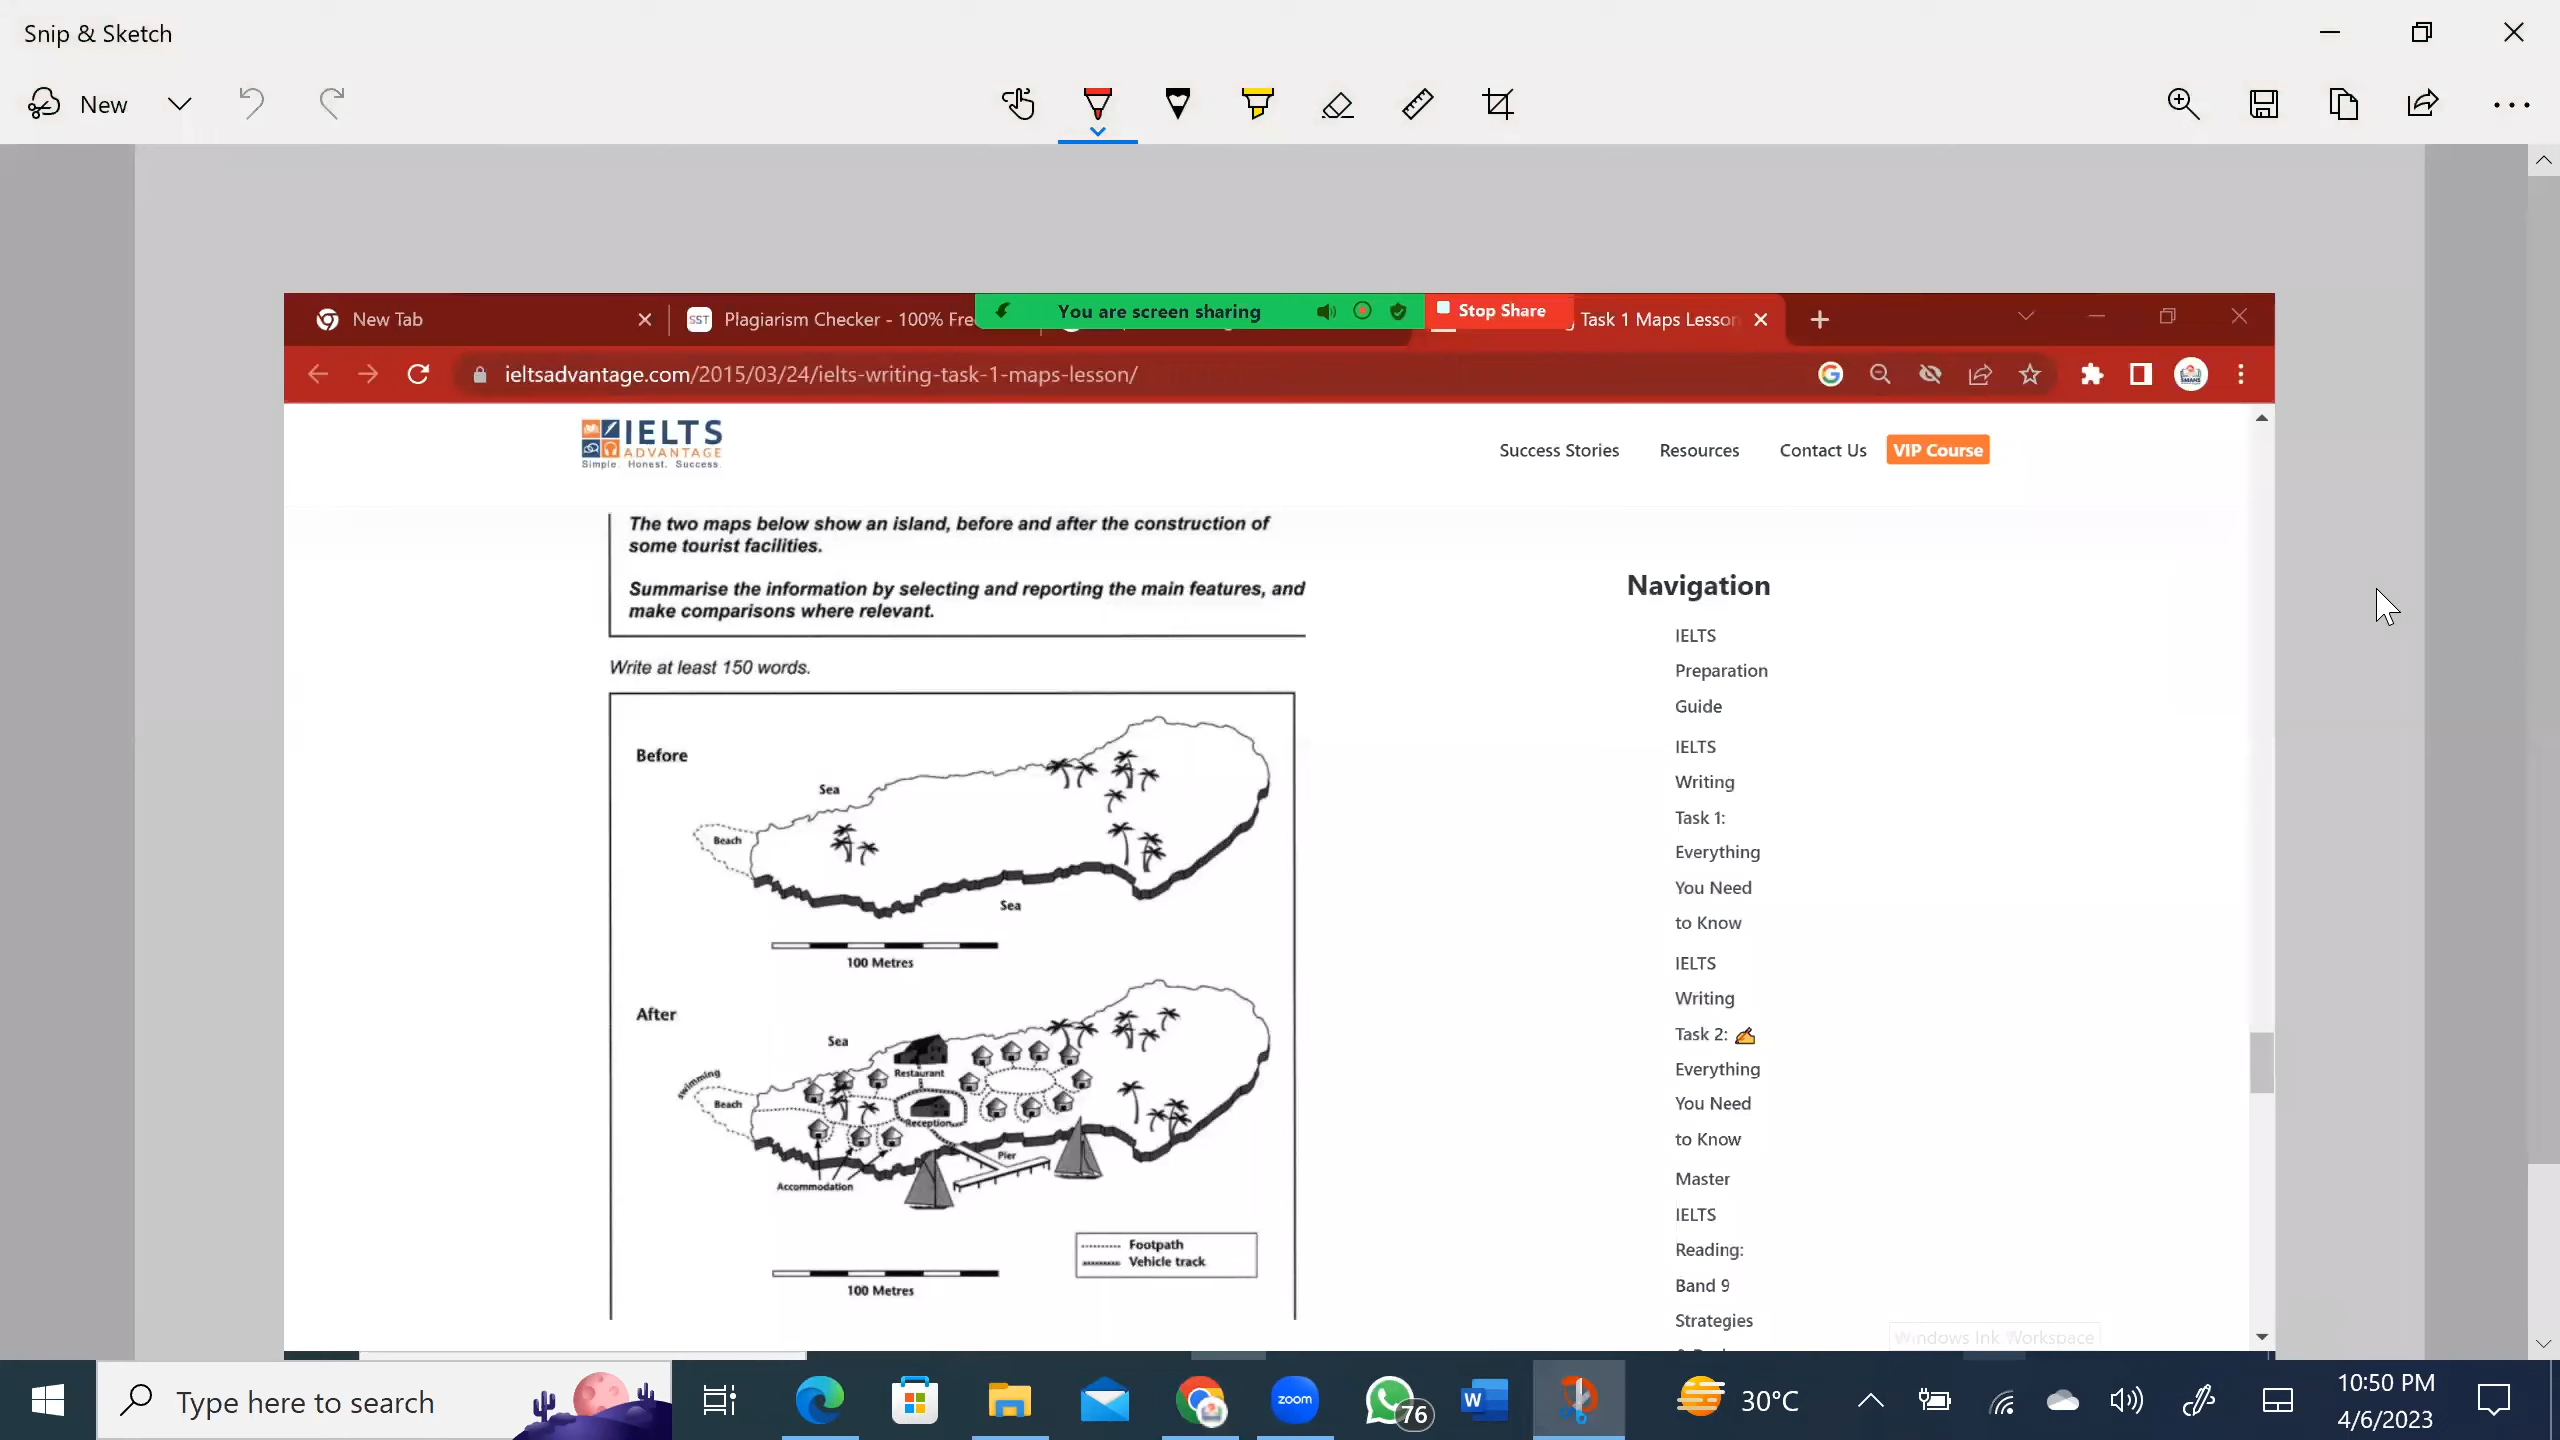 Snip & Sketch
New
New Tab
Plagiarism Checker - 100% Fre
You are screen sharing
Stop Share
Task 1 Maps Lesson
ieltsadvantage.com/2015/03/24/ielts-writing-task-1-maps-lesson/
IELTS
ADVANTAGE
Simple. Honest. Success.
Success Stories
Resources
Contact Us
VIP Course
The two maps below show an island, before and after the construction of
some tourist facilities.
Summarise the information by selecting and reporting the main features, and
make comparisons where relevant.
Write at least 150 words.
Before
Sea
Beach
Sea
100 Metres
After
Sea
swimming
Beach
Restaurant
Reception
Pier
Accommodation
Footpath
Vehicle track
100 Metres
Navigation
IELTS
Preparation
Guide
IELTS
Writing
Task 1:
Everything
You Need
to Know
IELTS
Writing
Task 2: ✍
Everything
You Need
to Know
Master
IELTS
Reading:
Band 9
Strategies
Windows Ink Workspace
Type here to search
zoom
76
W
30°C
10:50 PM
4/6/2023